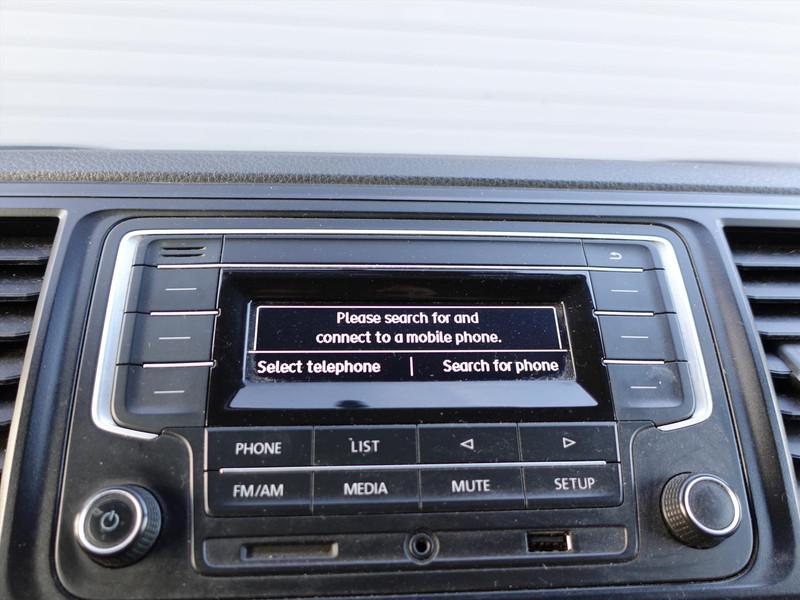 Please search for and
connect to a mobile phone.
Select telephone | Search for phone
PHONE LIST
FM/AM MEDIA MUTE SETUP